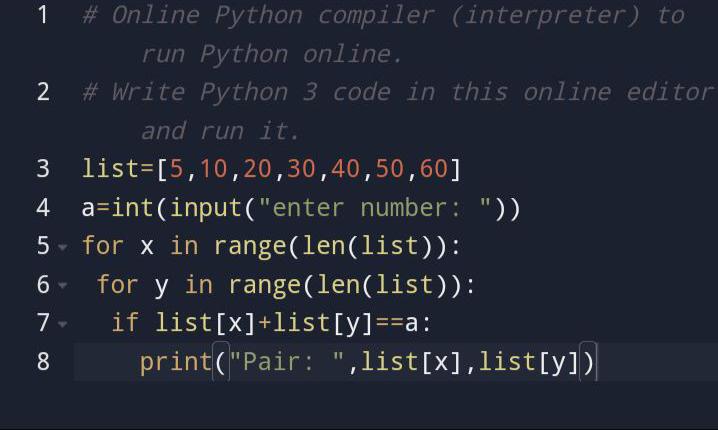 1 # Online Python compiler (interpreter) to
run Python online.
2 # Write Python 3 code in this online editor
and run it.
3 list=[5,10,20,30,40,50,60]
4 a=int(input("enter number: "))
5 for x in range(len(list)):
6  for y in range(len(list)):
7   if list[x]+list[y]==a:
8     print("Pair: ",list[x],list[y])